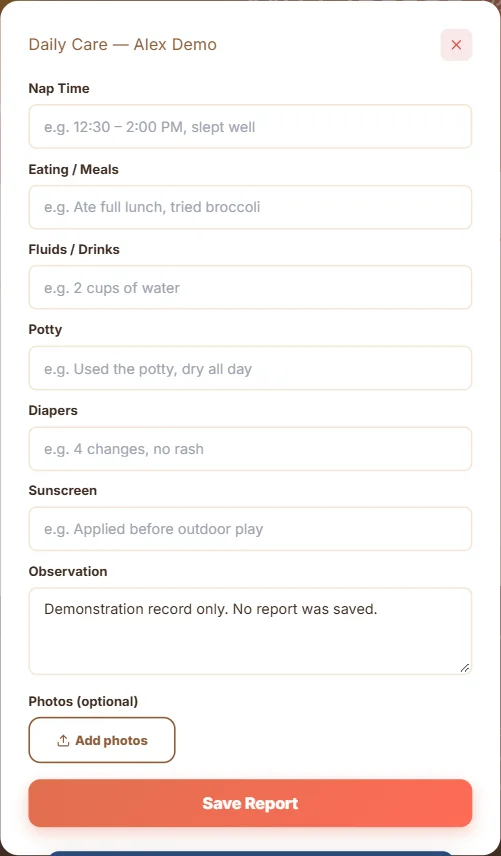 Daily Care — Alex Demo
Nap Time
e.g. 12:30 – 2:00 PM, slept well
Eating / Meals
e.g. Ate full lunch, tried broccoli
Fluids / Drinks
e.g. 2 cups of water
Potty
e.g. Used the potty, dry all day
Diapers
e.g. 4 changes, no rash
Sunscreen
e.g. Applied before outdoor play
Observation
Demonstration record only. No report was saved.
Photos (optional)
Add photos
Save Report